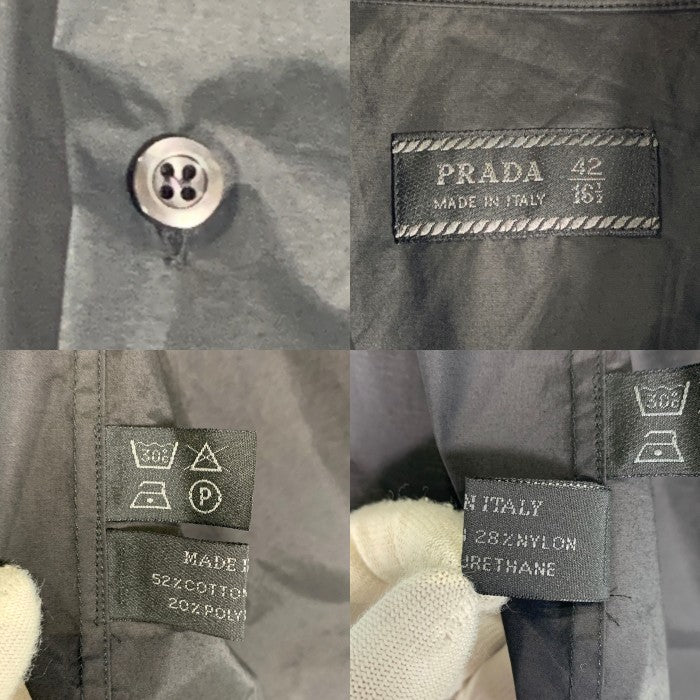 PRADA 42
MADE IN ITALY 16½
30°
P
MADE
52%COTTON
20%POLY
30°
N ITALY
28%NYLON
URETHANE